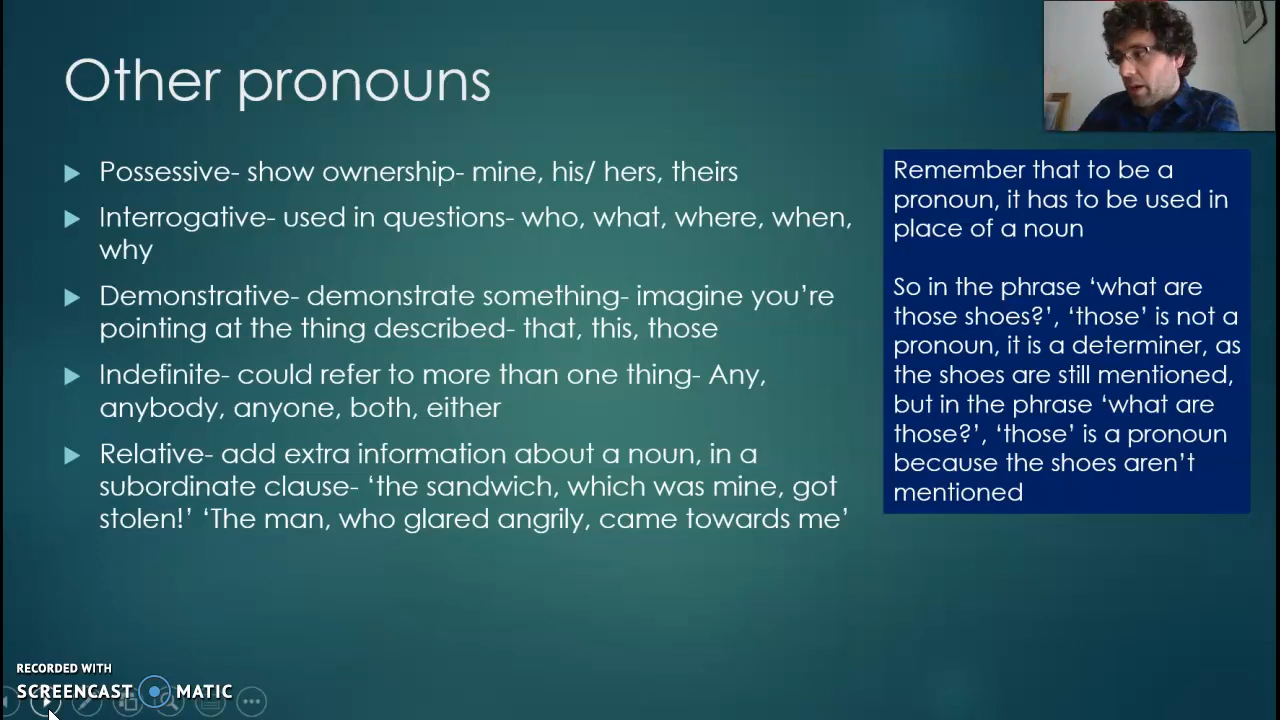 Other pronouns
Possessive- show ownership- mine, his/ hers, theirs
Interrogative- used in questions- who, what, where, when,
why
Demonstrative- demonstrate something- imagine you’re
pointing at the thing described- that, this, those
Indefinite- could refer to more than one thing- Any,
anybody, anyone, both, either
Relative- add extra information about a noun, in a
subordinate clause- ‘the sandwich, which was mine, got
stolen!’ ‘The man, who glared angrily, came towards me’
Remember that to be a
pronoun, it has to be used in
place of a noun
So in the phrase ‘what are
those shoes?’, ‘those’ is not a
pronoun, it is a determiner, as
the shoes are still mentioned,
but in the phrase ‘what are
those?’, ‘those’ is a pronoun
because the shoes aren’t
mentioned
RECORDED WITH
SCREENCAST MATIC